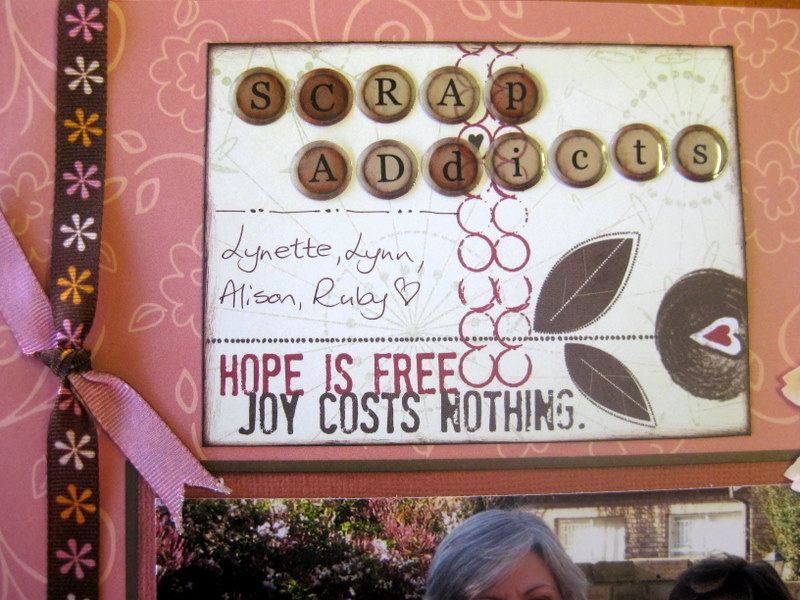 SCRAp
ADdicts
Lynette, Lynn,
Alison, Ruby♡
HOPE IS FREE
JOY COSTS NOTHING.